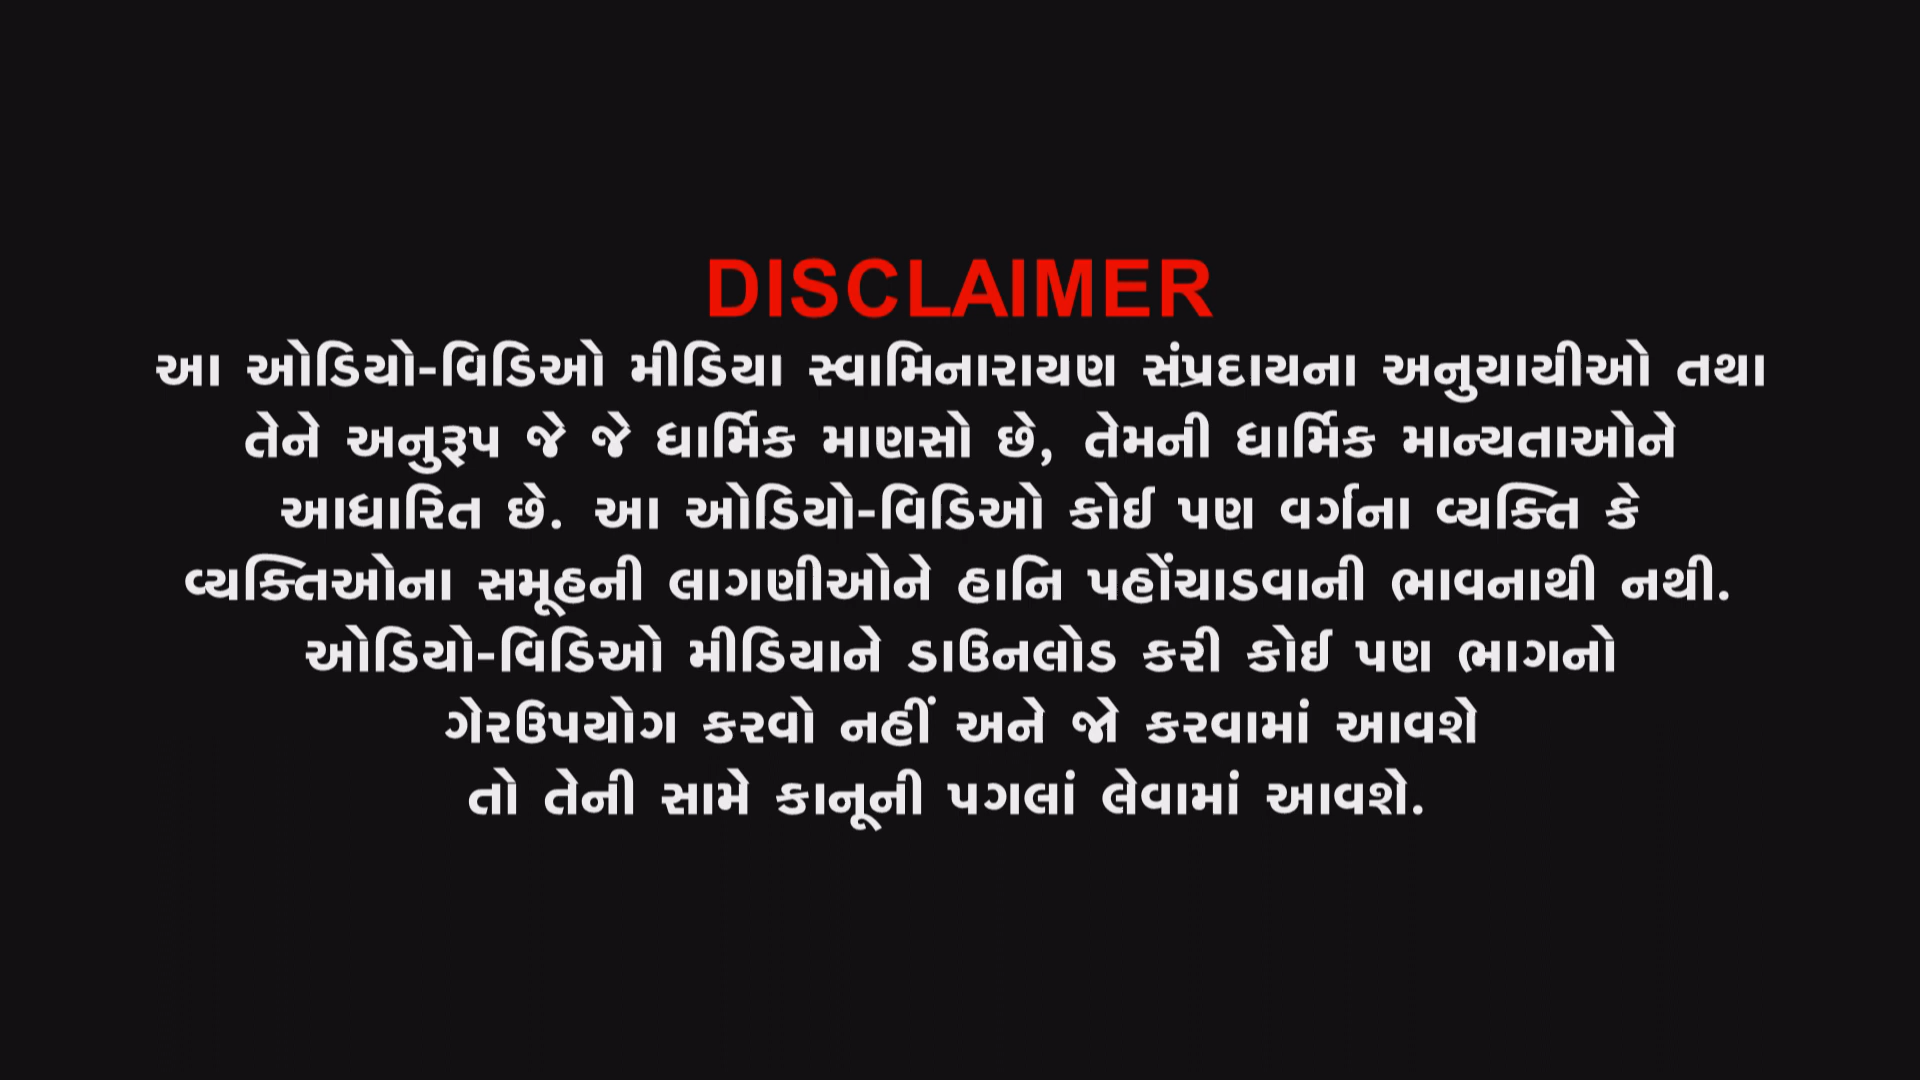 DISCLAIMER
આ ઓડિયો-વિડિઓ મીડિયા સ્વામિનારાયણ સંપ્રદાયના અનુયાયીઓ તથા
તેને અનુરૂપ જે જે ધાર્મિક માણસો છે, તેમની ધાર્મિક માન્યતાઓને
આધારિત છે. આ ઓડિયો-વિડિઓ કોઈ પણ વર્ગના વ્યક્તિ કે
વ્યક્તિઓના સમૂહની લાગણીઓને હાનિ પહોંચાડવાની ભાવનાથી નથી.
ઓડિયો-વિડિઓ મીડિયાને ડાઉનલોડ કરી કોઈ પણ ભાગનો
ગેરઉપયોગ કરવો નહીં અને જો કરવામાં આવશે
તો તેની સામે કાનૂની પગલાં લેવામાં આવશે.